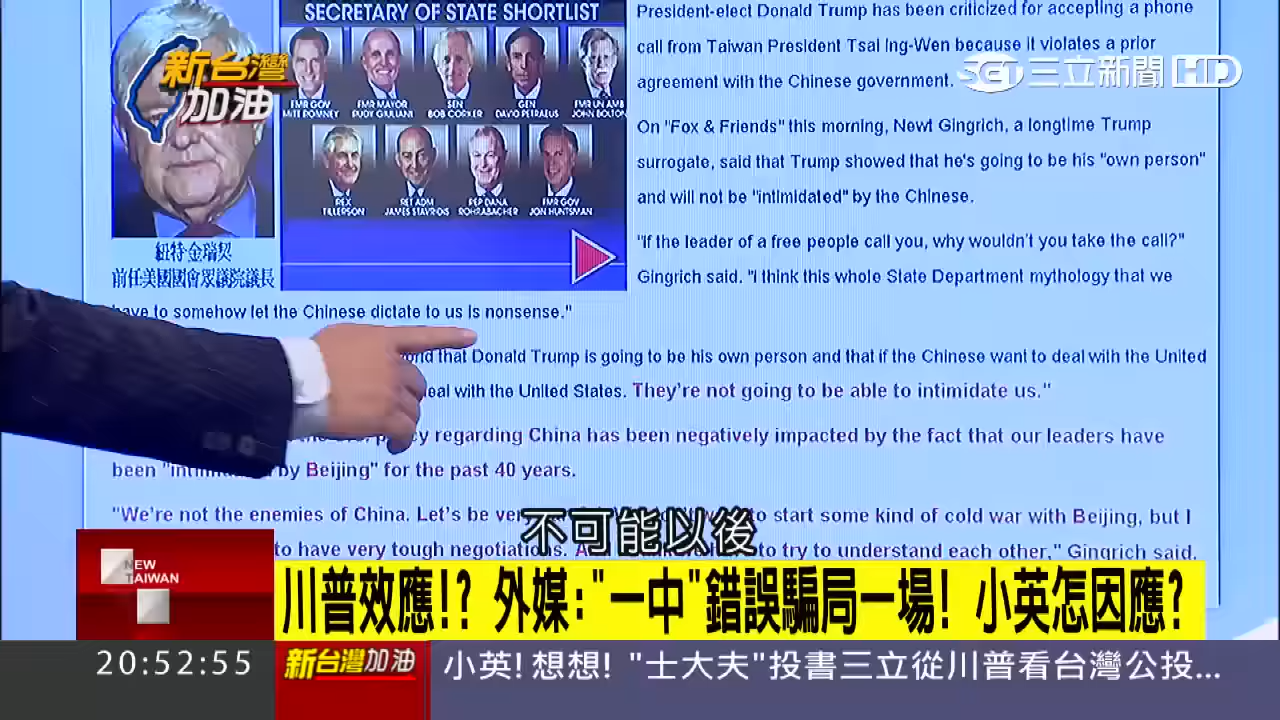 SECRETARY OF STATE SHORTLIST
FMR GOV
MITT ROMNEY
FMR MAYOR
RUDY GIULIANI
SEN
BOB CORKER
GEN
DAVID PETRAEUS
FMR UN AMB
JOHN BOLTON
REX
TILLERSON
RET ADM
JAMES STAVRIDIS
REP DANA
ROHRABACHER
FMR GOV
JON HUNTSMAN
新台灣
加油
紐特·金瑞契
前任美國國會眾議院議長
President-elect Donald Trump has been criticized for accepting a phone
call from Taiwan President Tsai Ing-Wen because it violates a prior
agreement with the Chinese government.
SET三立新聞HD
On "Fox & Friends" this morning, Newt Gingrich, a longtime Trump
surrogate, said that Trump showed that he's going to be his "own person"
and will not be "intimidated" by the Chinese.
"If the leader of a free people call you, why wouldn't you take the call?"
Gingrich said. "I think this whole State Department mythology that we
have to somehow let the Chinese dictate to us is nonsense."
that Donald Trump is going to be his own person and that if the Chinese want to deal with the United
deal with the United States. They're not going to be able to intimidate us."
regarding China has been negatively impacted by the fact that our leaders have
been "intimidated by Beijing" for the past 40 years.
"We're not the enemies of China. Let's be to start some kind of cold war with Beijing, but I
to have very tough negotiations. to try to understand each other," Gingrich said.
不可能以後
NEW
TAIWAN
川普效應!? 外媒:"一中"錯誤騙局一場! 小英怎因應?
20:52:55
新台灣加油
小英!想想! "士大夫"投書三立從川普看台灣公投...